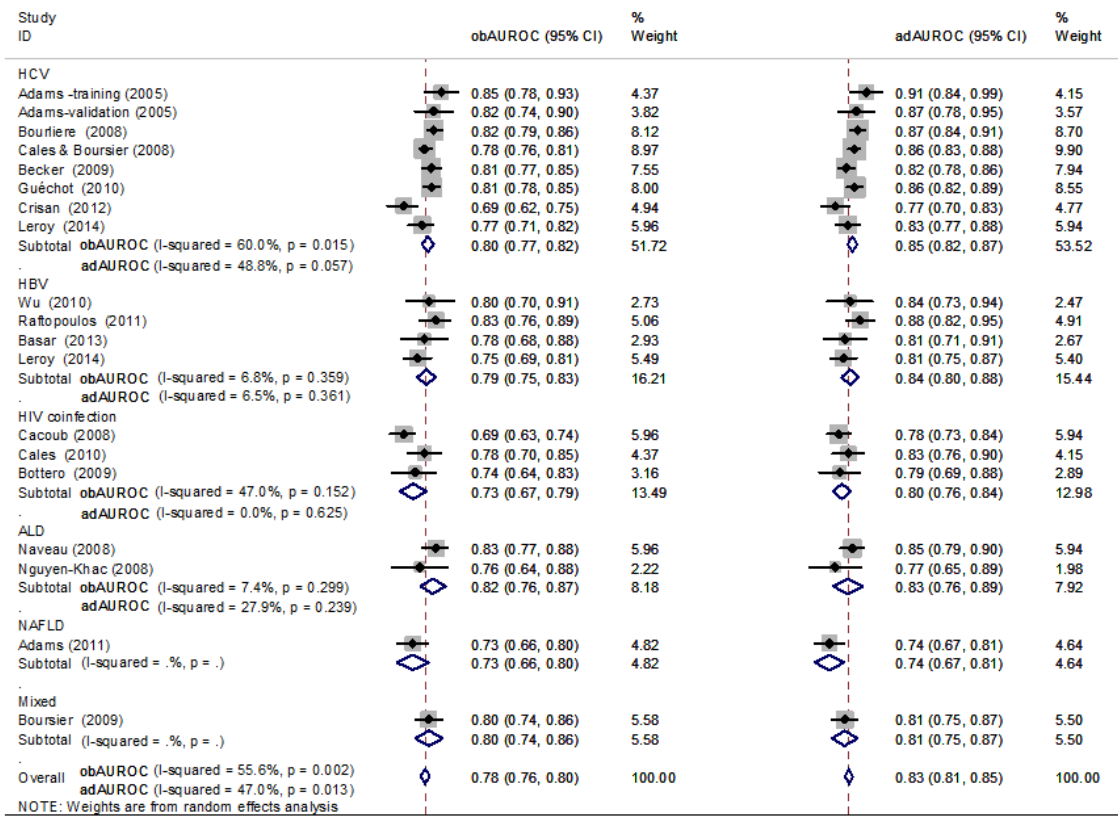 Study % %
ID obAUROC (95% CI) Weight adAUROC (95% CI) Weight
HCV
Adams -training (2005) 0.85 (0.78, 0.93) 4.37 0.91 (0.84, 0.99) 4.15
Adams-validation (2005) 0.82 (0.74, 0.90) 3.82 0.87 (0.78, 0.95) 3.57
Bourliere (2008) 0.82 (0.79, 0.86) 8.12 0.87 (0.84, 0.91) 8.70
Cales & Boursier (2008) 0.78 (0.76, 0.81) 8.97 0.86 (0.83, 0.88) 9.90
Becker (2009) 0.81 (0.77, 0.85) 7.55 0.82 (0.78, 0.86) 7.94
Guéchot (2010) 0.81 (0.78, 0.85) 8.00 0.86 (0.82, 0.89) 8.55
Crisan (2012) 0.69 (0.62, 0.75) 4.94 0.77 (0.70, 0.83) 4.77
Leroy (2014) 0.77 (0.71, 0.82) 5.96 0.83 (0.77, 0.88) 5.94
Subtotal obAUROC (I-squared = 60.0%, p = 0.015) 0.80 (0.77, 0.82) 51.72 0.85 (0.82, 0.87) 53.52
. adAUROC (I-squared = 48.8%, p = 0.057)
HBV
Wu (2010) 0.80 (0.70, 0.91) 2.73 0.84 (0.73, 0.94) 2.47
Raftopoulos (2011) 0.83 (0.76, 0.89) 5.06 0.88 (0.82, 0.95) 4.91
Basar (2013) 0.78 (0.68, 0.88) 2.93 0.81 (0.71, 0.91) 2.67
Leroy (2014) 0.75 (0.69, 0.81) 5.49 0.81 (0.75, 0.87) 5.40
Subtotal obAUROC (I-squared = 6.8%, p = 0.359) 0.79 (0.75, 0.83) 16.21 0.84 (0.80, 0.88) 15.44
. adAUROC (I-squared = 6.5%, p = 0.361)
HIV coinfection
Cacoub (2008) 0.69 (0.63, 0.74) 5.96 0.78 (0.73, 0.84) 5.94
Cales (2010) 0.78 (0.70, 0.85) 4.37 0.83 (0.76, 0.90) 4.15
Bottero (2009) 0.74 (0.64, 0.83) 3.16 0.79 (0.69, 0.88) 2.89
Subtotal obAUROC (I-squared = 47.0%, p = 0.152) 0.73 (0.67, 0.79) 13.49 0.80 (0.76, 0.84) 12.98
. adAUROC (I-squared = 0.0%, p = 0.625)
ALD
Naveau (2008) 0.83 (0.77, 0.88) 5.96 0.85 (0.79, 0.90) 5.94
Nguyen-Khac (2008) 0.76 (0.64, 0.88) 2.22 0.77 (0.65, 0.89) 1.98
Subtotal obAUROC (I-squared = 7.4%, p = 0.299) 0.82 (0.76, 0.87) 8.18 0.83 (0.76, 0.89) 7.92
. adAUROC (I-squared = 27.9%, p = 0.239)
NAFLD
Adams (2011) 0.73 (0.66, 0.80) 4.82 0.74 (0.67, 0.81) 4.64
Subtotal (I-squared = .%, p = .) 0.73 (0.66, 0.80) 4.82 0.74 (0.67, 0.81) 4.64
.
Mixed
Boursier (2009) 0.80 (0.74, 0.86) 5.58 0.81 (0.75, 0.87) 5.50
Subtotal (I-squared = .%, p = .) 0.80 (0.74, 0.86) 5.58 0.81 (0.75, 0.87) 5.50
.
Overall obAUROC (I-squared = 55.6%, p = 0.002) 0.78 (0.76, 0.80) 100.00 0.83 (0.81, 0.85) 100.00
adAUROC (I-squared = 47.0%, p = 0.013)
NOTE: Weights are from random effects analysis